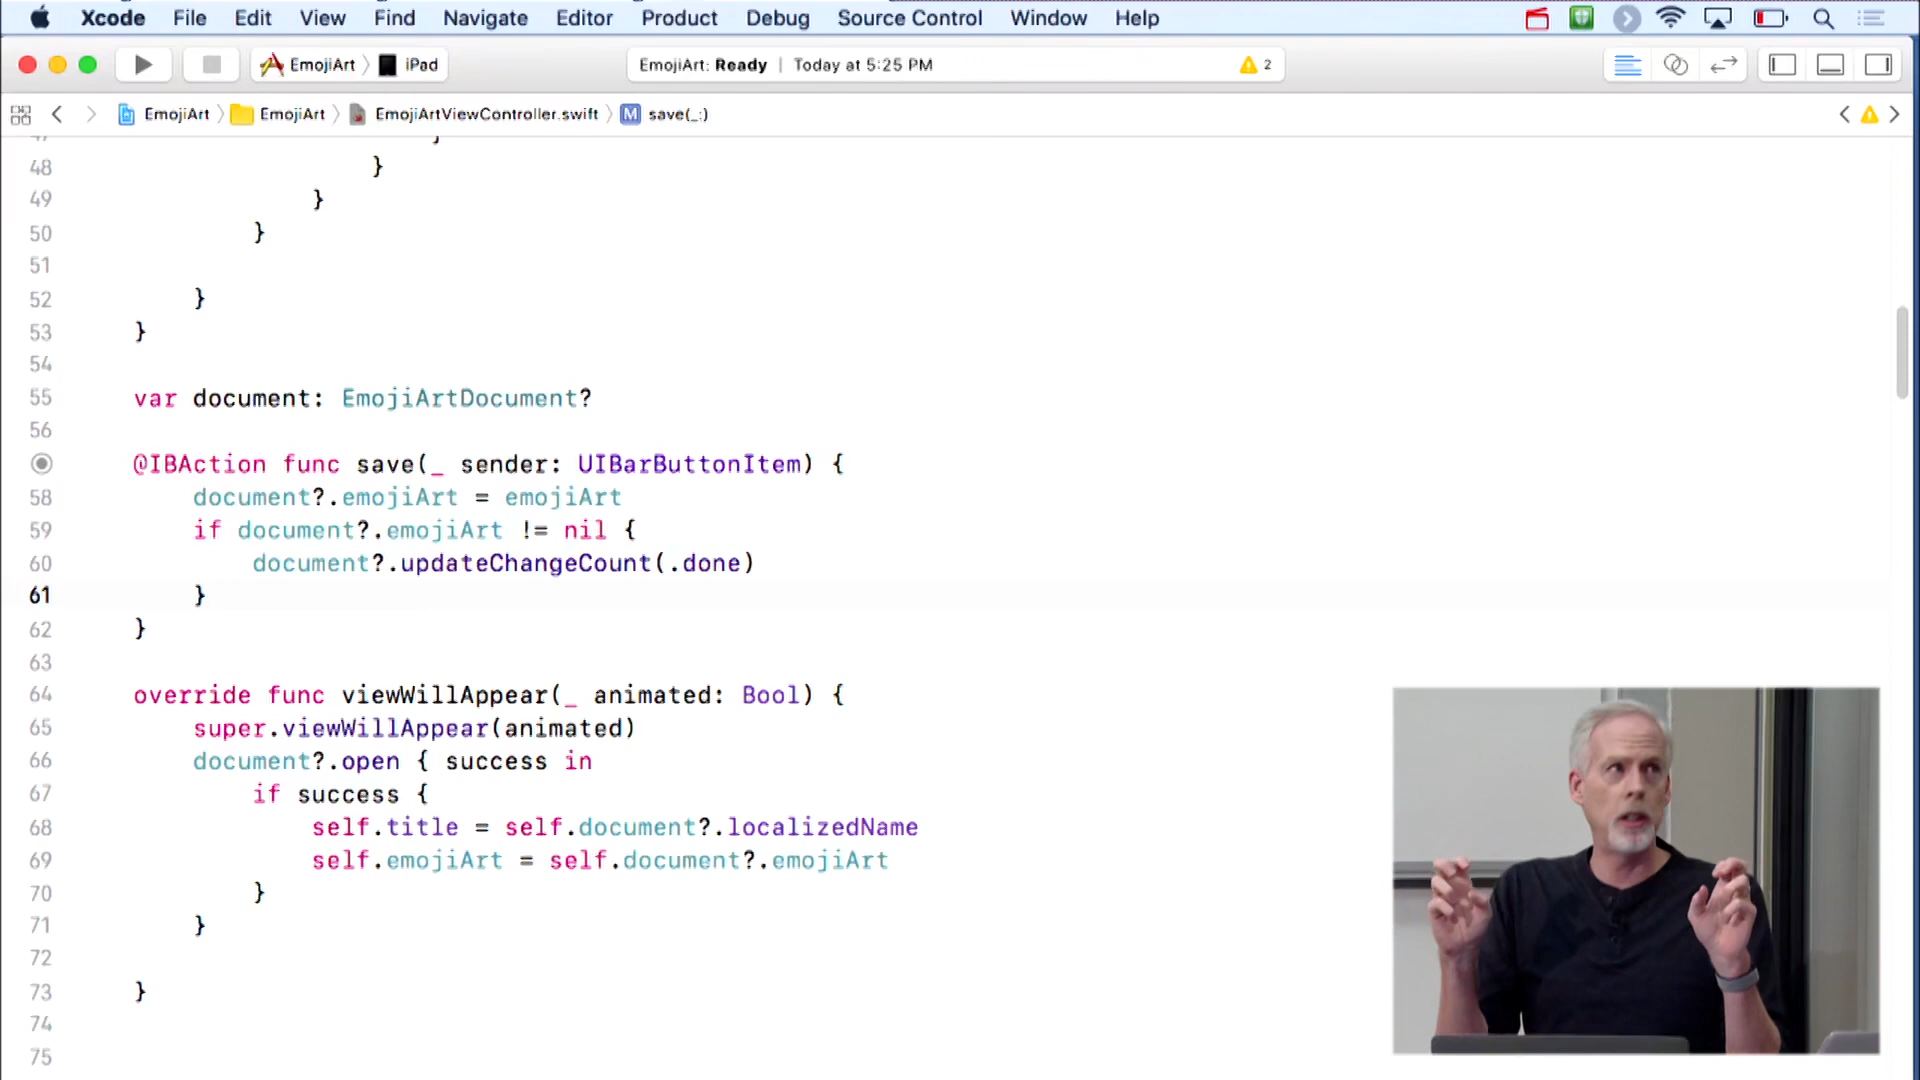 Xcode File Edit View Find Navigate Editor Product Debug Source Control Window Help
EmojiArt iPad EmojiArt: Ready | Today at 5:25 PM 2
EmojiArt EmojiArt EmojiArtViewController.swift M save(_:)
48 }
49 }
50 }
51
52 }
53 }
54
55 var document: EmojiArtDocument?
56
@IBAction func save(_ sender: UIBarButtonItem) {
58 document?.emojiArt = emojiArt
59 if document?.emojiArt != nil {
60 document?.updateChangeCount(.done)
61 }
62 }
63
64 override func viewWillAppear(_ animated: Bool) {
65 super.viewWillAppear(animated)
66 document?.open { success in
67 if success {
68 self.title = self.document?.localizedName
69 self.emojiArt = self.document?.emojiArt
70 }
71 }
72
73 }
74
75